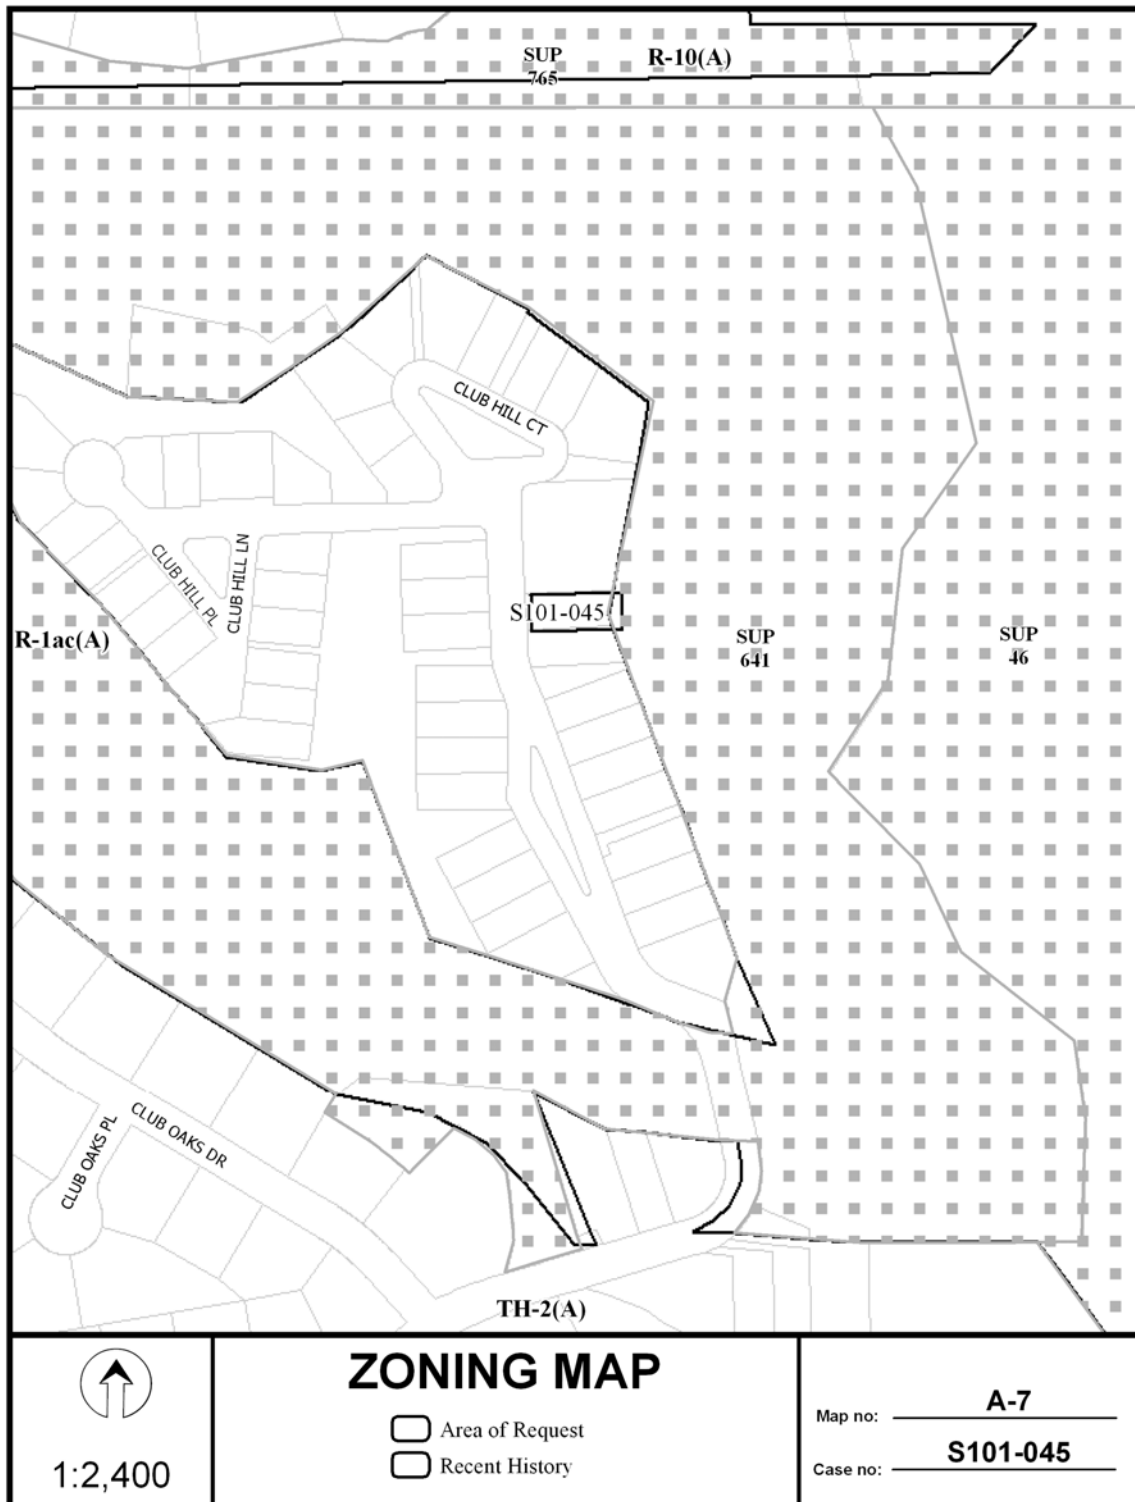 SUP
765
R-10(A)
CLUB HILL CT
CLUB HILL PL
CLUB HILL LN
S101-045
R-1ac(A)
SUP
641
SUP
46
CLUB OAKS PL
CLUB OAKS DR
TH-2(A)
1:2,400
ZONING MAP
Area of Request
Recent History
Map no: A-7
Case no: S101-045